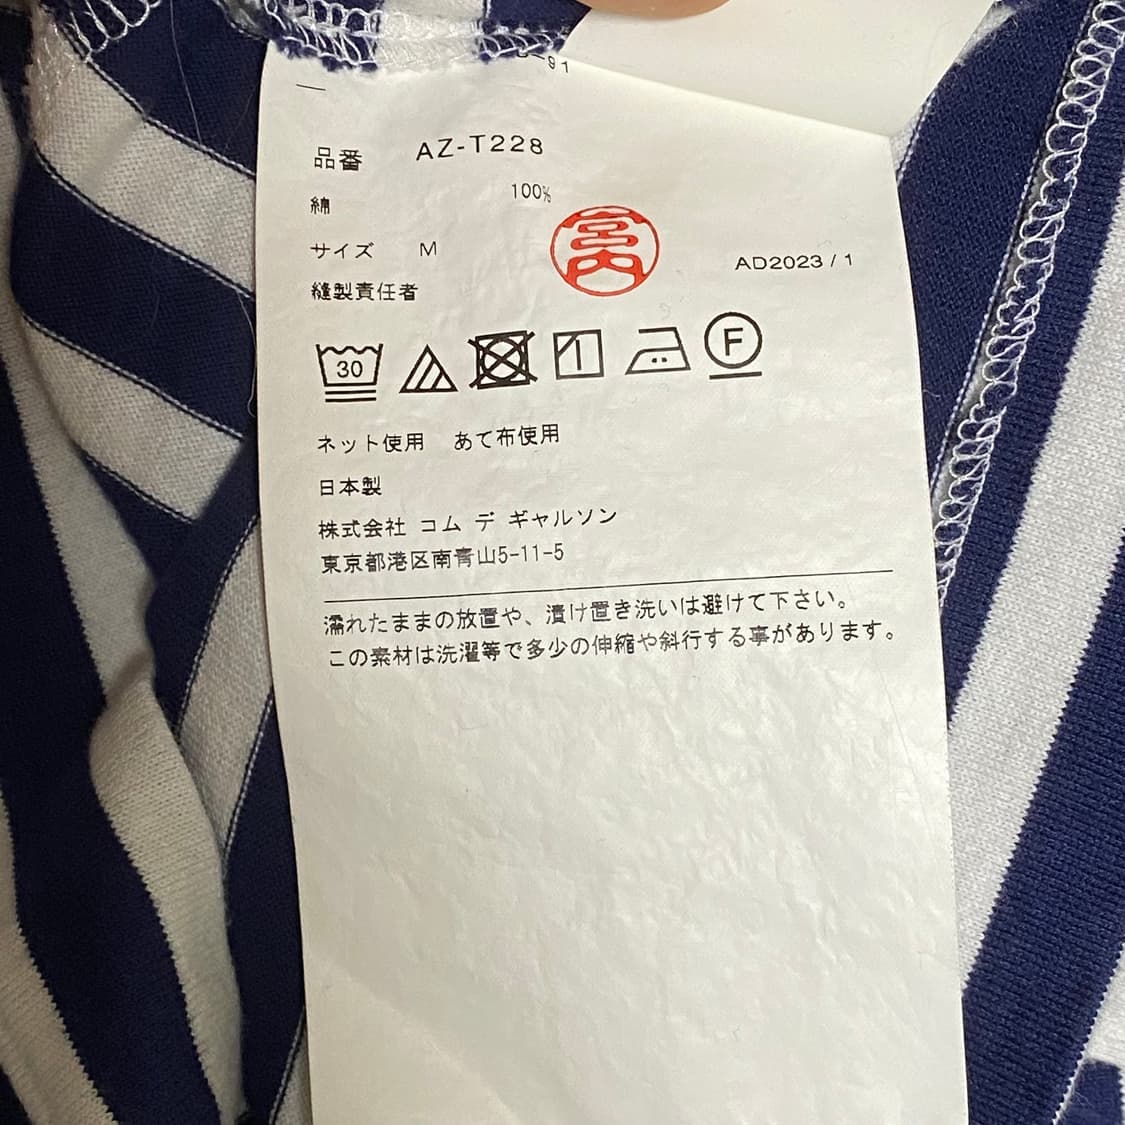 品番 AZ-T228
綿 100%
サイズ M
宮内
AD2023 / 1
縫製責任者
30
F
ネット使用 あて布使用
日本製
株式会社 コム デ ギャルソン
東京都港区南青山5-11-5
濡れたままの放置や、漬け置き洗いは避けて下さい。
この素材は洗濯等で多少の伸縮や斜行する事があります。